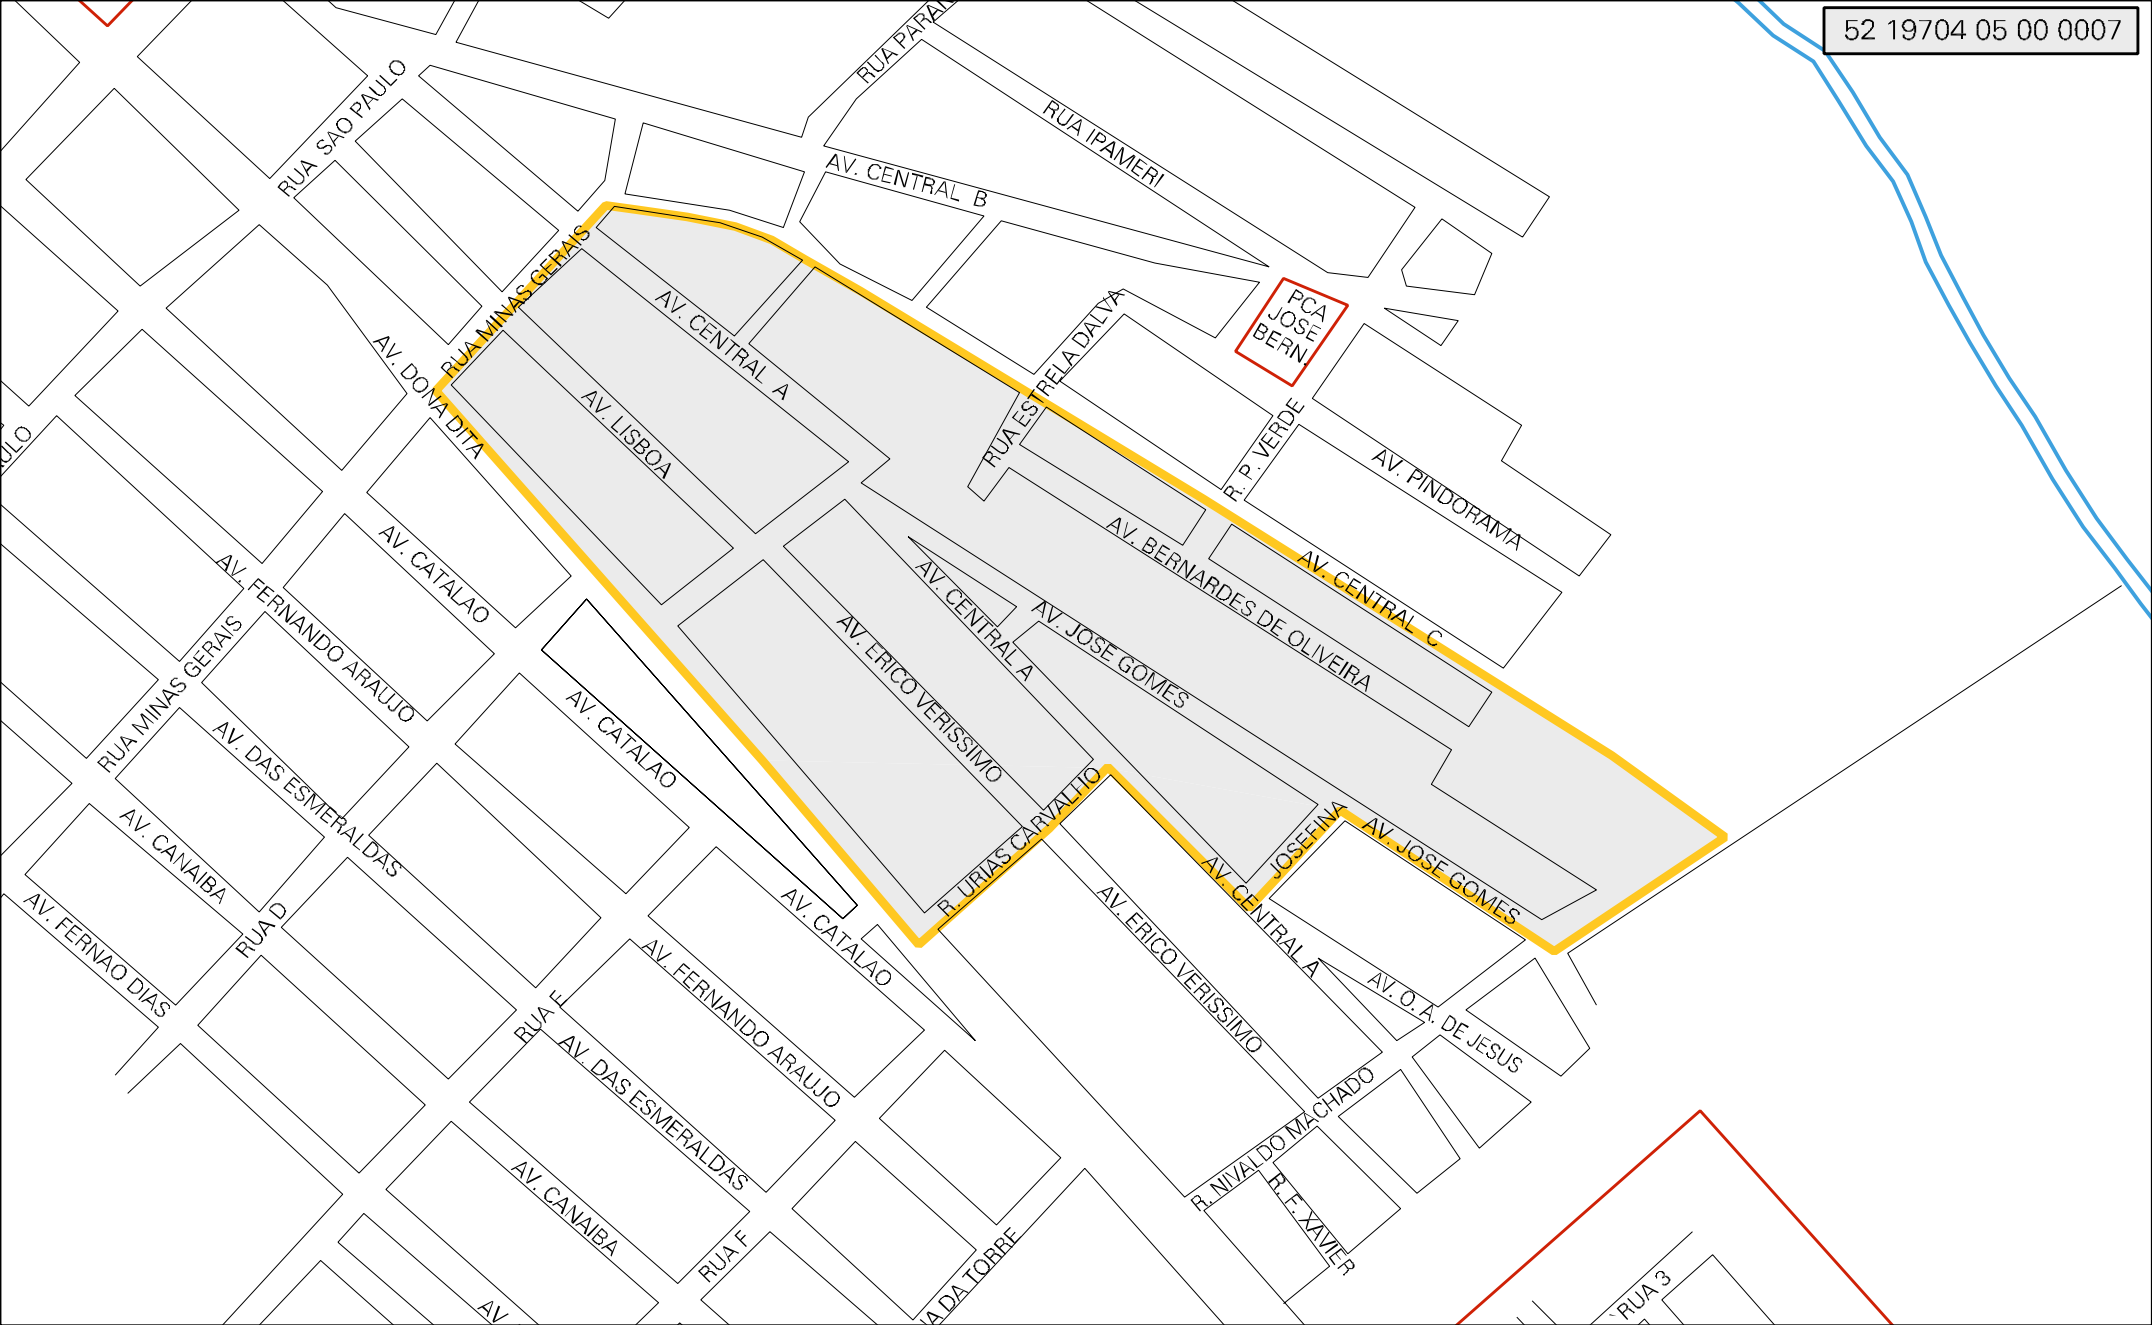 52 19704 05 00 0007
RUA SAO PAULO
AV. CENTRAL B
RUA IPAMERI
RUA MINAS GERAIS
AV. CENTRAL A
RUA ESTRELA DALVA
PCA
JOSE
BERN.
AV. DONA DITA
AV. LISBOA
R. P. VERDE
AV. PINDORAMA
AV. CATALAO
AV. BERNARDES DE OLIVEIRA
AV. CENTRAL C
AV. FERNANDO ARAUJO
AV. CENTRAL A
AV. JOSE GOMES
AV. ERICO VERISSIMO
RUA MINAS GERAIS
AV. CATALAO
AV. DAS ESMERALDAS
AV. CANAIBA
R. URIAS CARVALHO
JOSEFINA
AV. JOSE GOMES
AV. CENTRAL A
AV. FERNAO DIAS
RUA D
AV. CATALAO
AV. ERICO VERISSIMO
AV. FERNANDO ARAUJO
AV. O. A. DE JESUS
AV. DAS ESMERALDAS
R. NIVALDO MACHADO
R. F. XAVIER
AV. CANAIBA
RUA F
DA TORRE
RUA 3
AV.